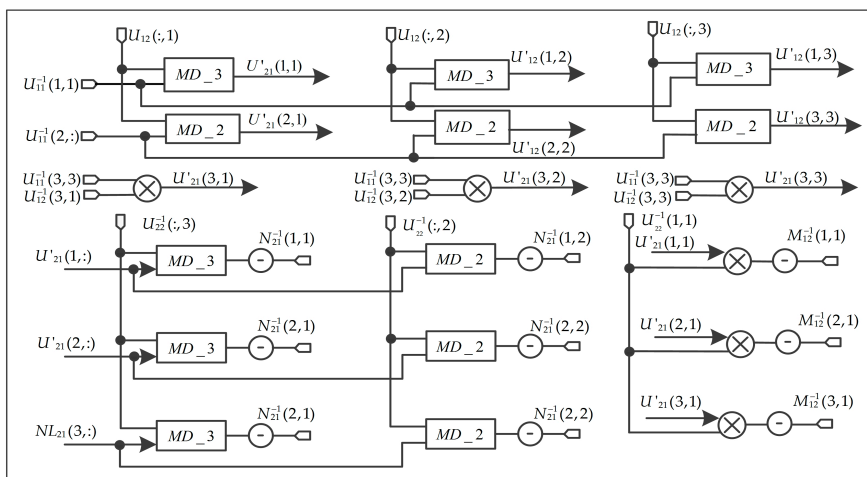 U₁₂(:,1) U₁₂(:,2) U₁₂(:,3)
MD_3 U'₂₁(1,1) MD_3 U'₁₂(1,2) MD_3 U'₁₂(1,3)
U₁₁⁻¹(1,1)
MD_2 U'₂₁(2,1) MD_2 U'₁₂(2,2) MD_2 U'₁₂(3,3)
U₁₁⁻¹(2,:)
U₁₁⁻¹(3,3) U'₂₁(3,1) U₁₁⁻¹(3,3) U'₂₁(3,2) U₁₁⁻¹(3,3) U'₂₁(3,3)
U₁₂⁻¹(3,1) U₁₂⁻¹(3,2) U₁₂⁻¹(3,3)
U₂₂⁻¹(:,3) U₂₂⁻¹(:,2) U₂₂⁻¹(1,1)
U'₂₁(1,:) MD_3 - N₂₁⁻¹(1,1) MD_2 - N₂₁⁻¹(1,2) U'₂₁(1,1) - M₁₂⁻¹(1,1)
U'₂₁(2,:) MD_3 - N₂₁⁻¹(2,1) MD_2 - N₂₁⁻¹(2,2) U'₂₁(2,1) - M₁₂⁻¹(2,1)
NL₂₁(3,:) MD_3 - N₂₁⁻¹(2,1) MD_2 - N₂₁⁻¹(2,2) U'₂₁(3,1) - M₁₂⁻¹(3,1)